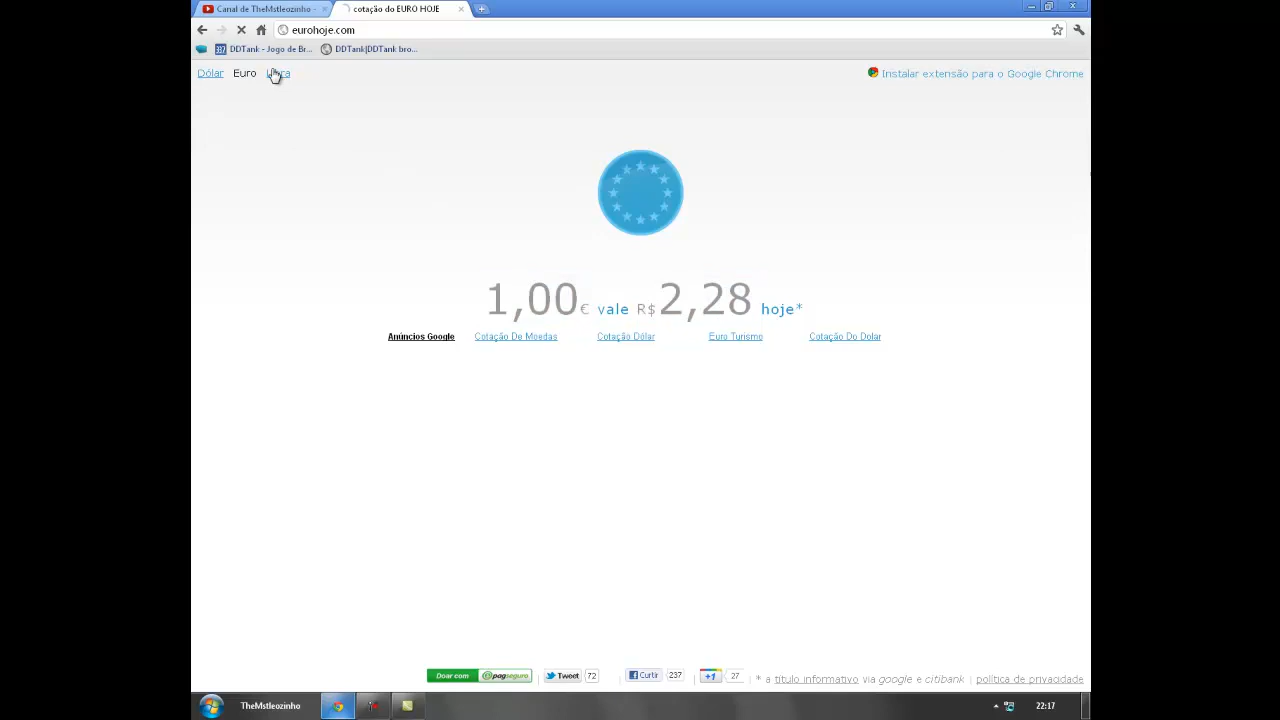 Canal de TheMstleozinho -
cotação do EURO HOJE
eurohoje.com
DDTank - Jogo de Br...
DDTank|DDTank bro...
Dólar Euro
Instalar extensão para o Google Chrome
1,00€ vale R$2,28 hoje*
Anúncios Google Cotação De Moedas Cotação Dólar Euro Turismo Cotação Do Dolar
Doar com pagseguro | Tweet 72 | Curtir 237 | +1 27 | * a título informativo via google e citibank | política de privacidade
TheMstleozinho
22:17